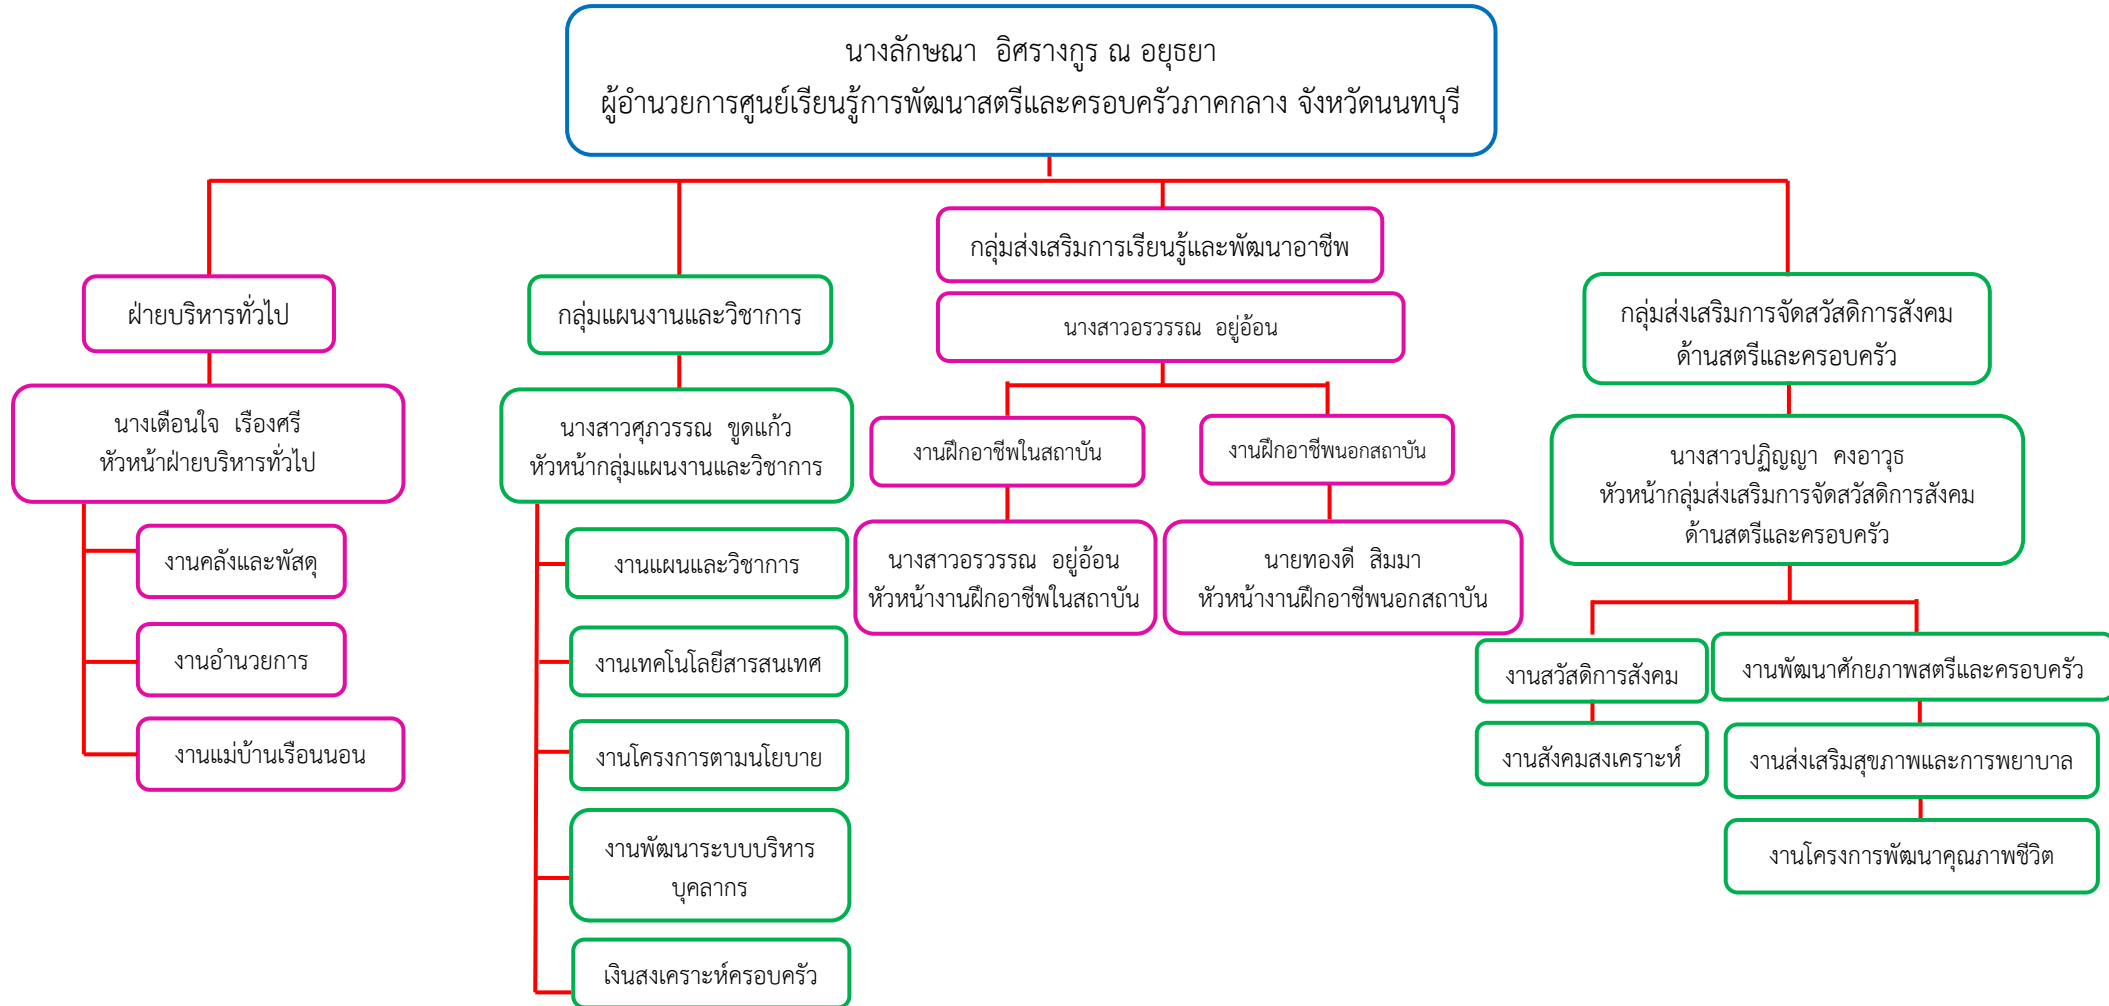 นางลักษณา อิศรางกูร ณ อยุธยา
ผู้อำนวยการศูนย์เรียนรู้การพัฒนาสตรีและครอบครัวภาคกลาง จังหวัดนนทบุรี
ฝ่ายบริหารทั่วไป
นางเตือนใจ เรืองศรี
หัวหน้าฝ่ายบริหารทั่วไป
งานคลังและพัสดุ
งานอำนวยการ
งานแม่บ้านเรือนนอน
กลุ่มแผนงานและวิชาการ
นางสาวศุภวรรณ ขูดแก้ว
หัวหน้ากลุ่มแผนงานและวิชาการ
งานแผนและวิชาการ
งานเทคโนโลยีสารสนเทศ
งานโครงการตามนโยบาย
งานพัฒนาระบบบริหาร
บุคลากร
เงินสงเคราะห์ครอบครัว
กลุ่มส่งเสริมการเรียนรู้และพัฒนาอาชีพ
นางสาวอรวรรณ อยู่อ้อน
งานฝึกอาชีพในสถาบัน
นางสาวอรวรรณ อยู่อ้อน
หัวหน้างานฝึกอาชีพในสถาบัน
งานฝึกอาชีพนอกสถาบัน
นายทองดี สิมมา
หัวหน้างานฝึกอาชีพนอกสถาบัน
กลุ่มส่งเสริมการจัดสวัสดิการสังคม
ด้านสตรีและครอบครัว
นางสาวปฏิญญา คงอาวุธ
หัวหน้ากลุ่มส่งเสริมการจัดสวัสดิการสังคม
ด้านสตรีและครอบครัว
งานสวัสดิการสังคม
งานสังคมสงเคราะห์
งานพัฒนาศักยภาพสตรีและครอบครัว
งานส่งเสริมสุขภาพและการพยาบาล
งานโครงการพัฒนาคุณภาพชีวิต